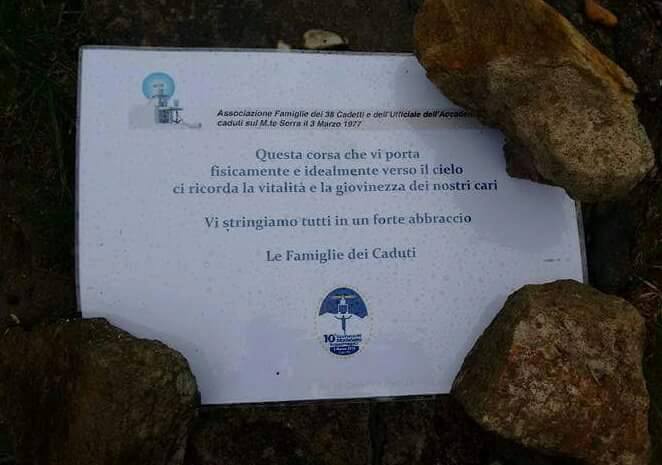 Associazione Famiglie dei 38 Cadetti e dell'Ufficiale dell'Accadem
caduti sul M.te Serra il 3 Marzo 1977
Questa corsa che vi porta
fisicamente e idealmente verso il cielo
ci ricorda la vitalità e la giovinezza dei nostri cari
Vi stringiamo tutti in un forte abbraccio
Le Famiglie dei Caduti
10°